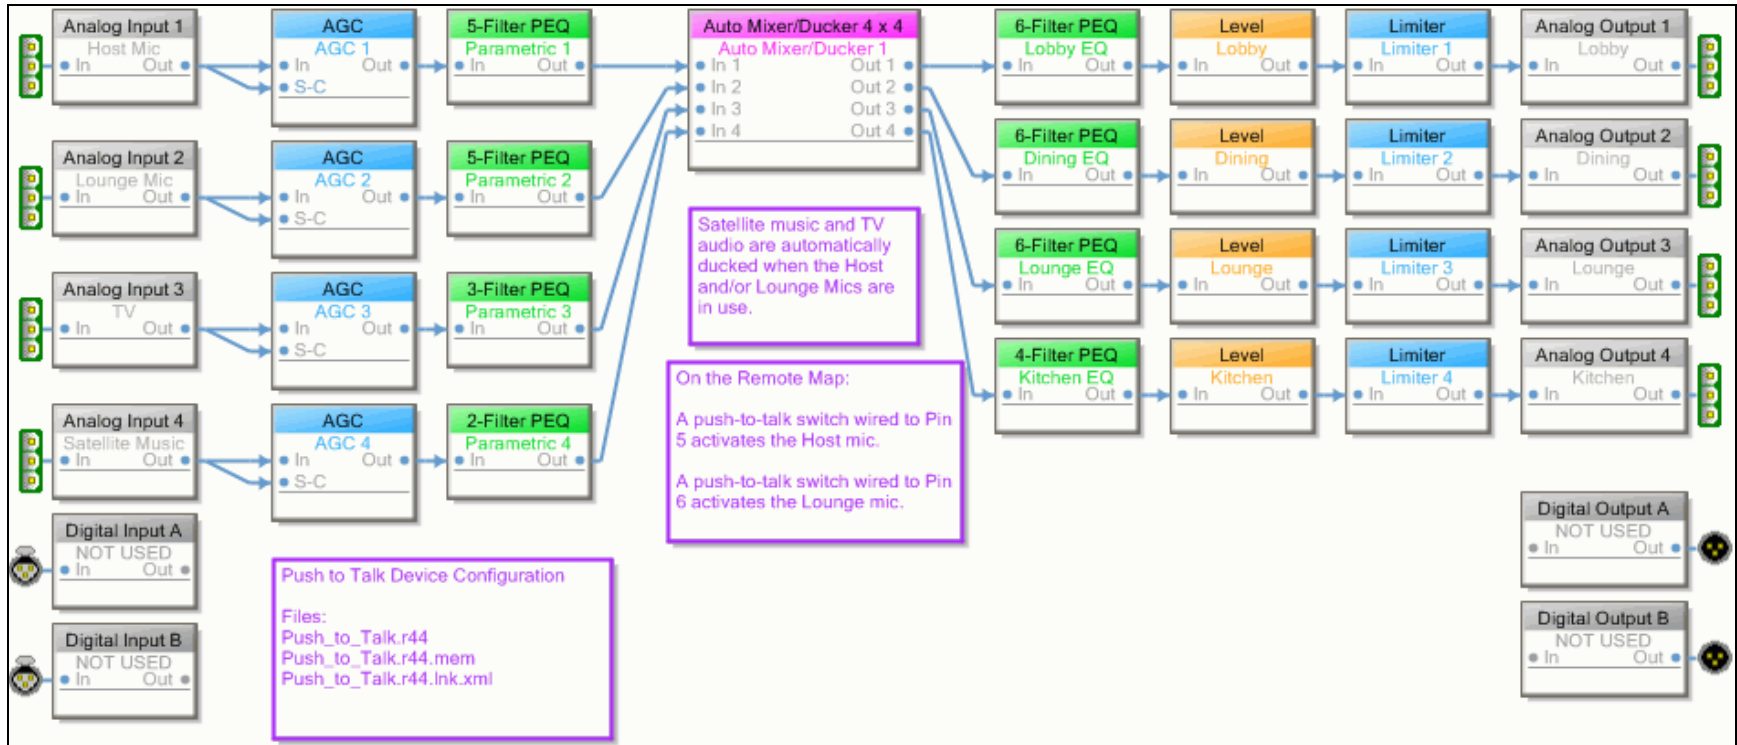 Analog Input 1
Host Mic
In Out
AGC
AGC 1
In Out
S-C
5-Filter PEQ
Parametric 1
In Out
Auto Mixer/Ducker 4 x 4
Auto Mixer/Ducker 1
In 1 Out 1
In 2 Out 2
In 3 Out 3
In 4 Out 4
6-Filter PEQ
Lobby EQ
In Out
Level
Lobby
In Out
Limiter
Limiter 1
In Out
Analog Output 1
Lobby
In Out
Analog Input 2
Lounge Mic
In Out
AGC
AGC 2
In Out
S-C
5-Filter PEQ
Parametric 2
In Out
6-Filter PEQ
Dining EQ
In Out
Level
Dining
In Out
Limiter
Limiter 2
In Out
Analog Output 2
Dining
In Out
Satellite music and TV
audio are automatically
ducked when the Host
and/or Lounge Mics are
in use.
6-Filter PEQ
Lounge EQ
In Out
Level
Lounge
In Out
Limiter
Limiter 3
In Out
Analog Output 3
Lounge
In Out
Analog Input 3
TV
In Out
AGC
AGC 3
In Out
S-C
3-Filter PEQ
Parametric 3
In Out
4-Filter PEQ
Kitchen EQ
In Out
Level
Kitchen
In Out
Limiter
Limiter 4
In Out
Analog Output 4
Kitchen
In Out
On the Remote Map:
A push-to-talk switch wired to Pin
5 activates the Host mic.
A push-to-talk switch wired to Pin
6 activates the Lounge mic.
Analog Input 4
Satellite Music
In Out
AGC
AGC 4
In Out
S-C
2-Filter PEQ
Parametric 4
In Out
Digital Input A
NOT USED
In Out
Digital Output A
NOT USED
In Out
Push to Talk Device Configuration
Files:
Push_to_Talk.r44
Push_to_Talk.r44.mem
Push_to_Talk.r44.lnk.xml
Digital Input B
NOT USED
In Out
Digital Output B
NOT USED
In Out